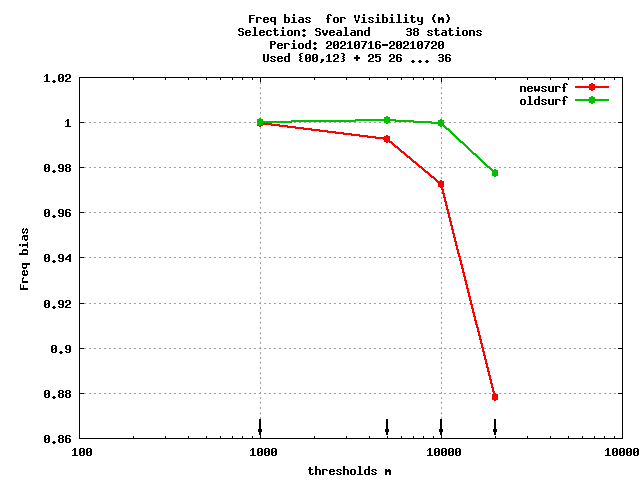 Freq bias  for Visibility (m)
Selection: Svealand     38 stations
Period: 20210716-20210720
Used {00,12} + 25 26 ... 36
newsurf
oldsurf
1.02
1
0.98
0.96
0.94
0.92
0.9
0.88
0.86
Freq bias
100
1000
10000
10000
thresholds m